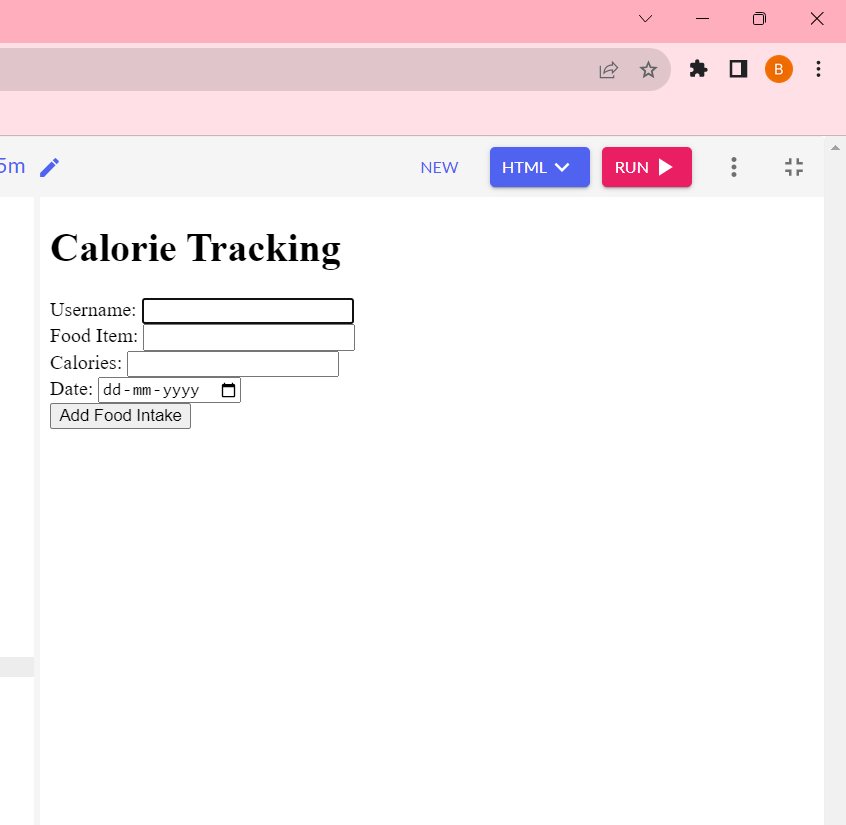 B
5m NEW HTML RUN
Calorie Tracking
Username:
Food Item:
Calories:
Date: dd-mm-yyyy
Add Food Intake